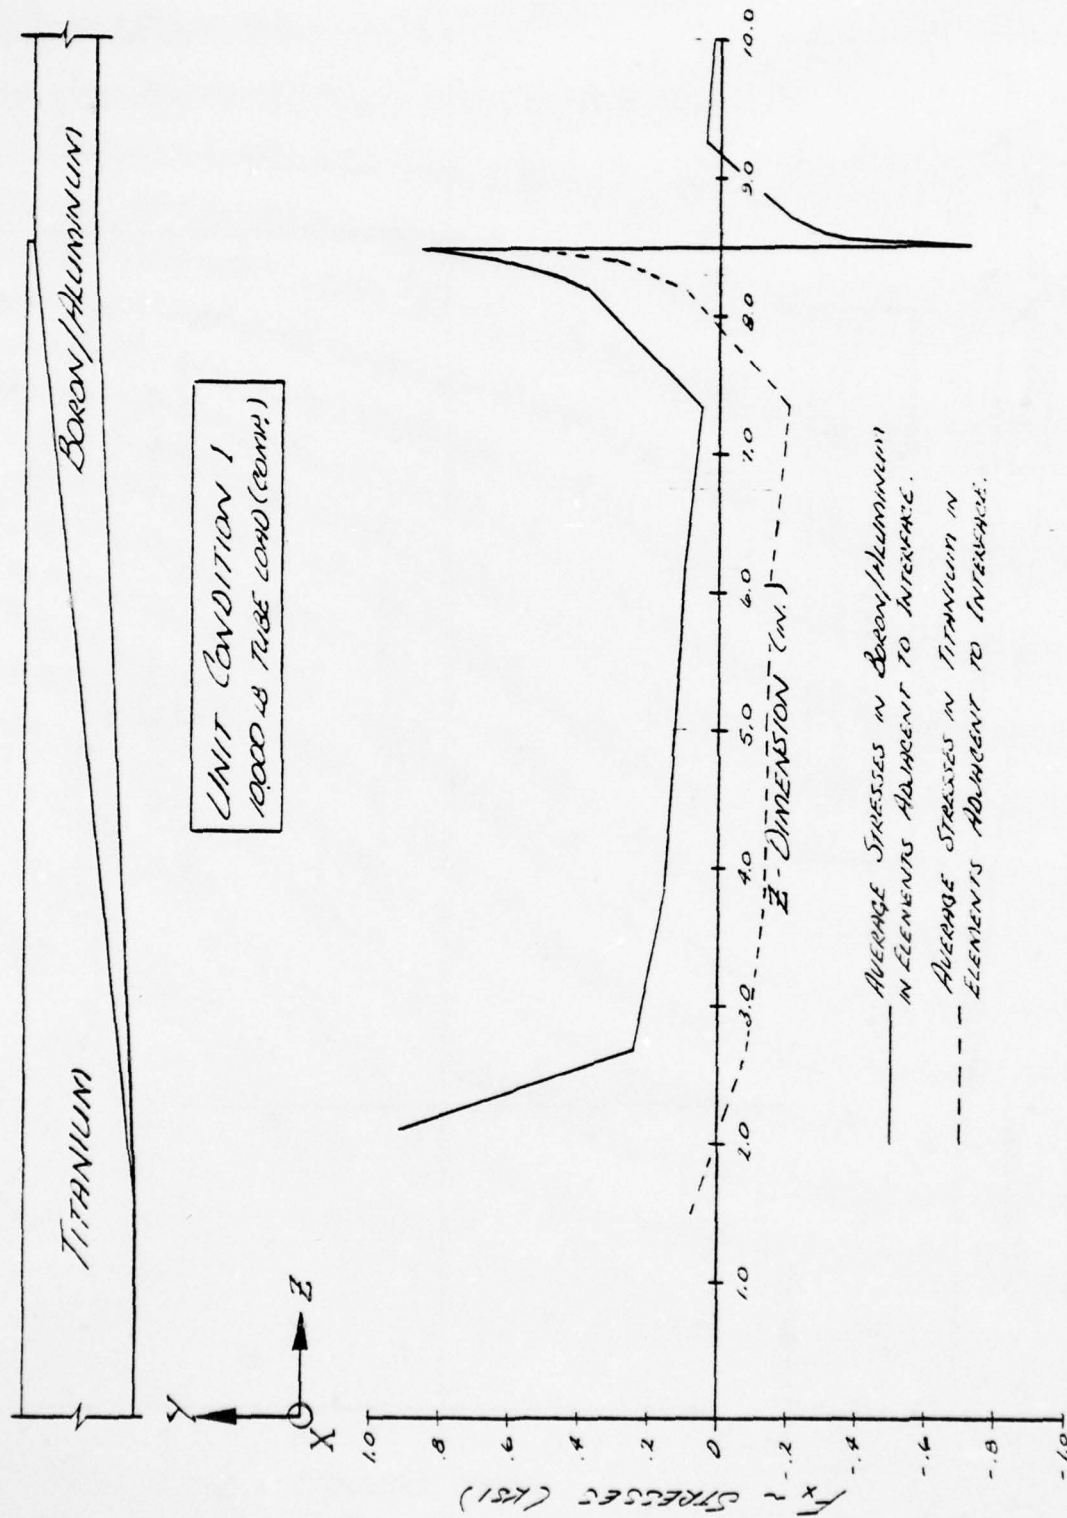 TITANIUM
BORON/ALUMINUM
UNIT CONDITION 1
10,000 LB TUBE LOAD (COMP.)
Y
Z
X
FX ~ STRESSES (KSI)
1.0
.8
.6
.4
.2
0
-.2
-.4
-.6
-.8
-1.0
1.0
2.0
3.0
4.0
5.0
6.0
7.0
8.0
9.0
10.0
Z - DIMENSION (IN.)
AVERAGE STRESSES IN BORON/ALUMINUM
IN ELEMENTS ADJACENT TO INTERFACE.
AVERAGE STRESSES IN TITANIUM IN
ELEMENTS ADJACENT TO INTERFACE.